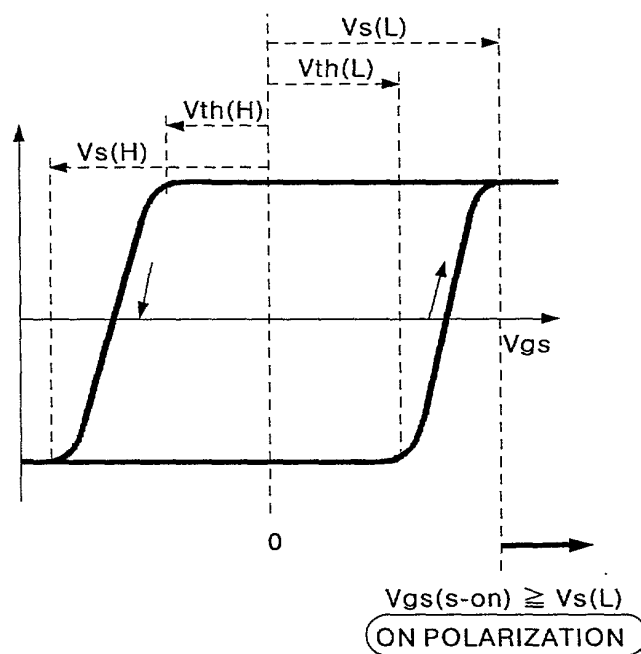 Vs(L)
Vth(L)
Vth(H)
Vs(H)
Vgs
0
Vgs(s-on) ≧ Vs(L)
ON POLARIZATION